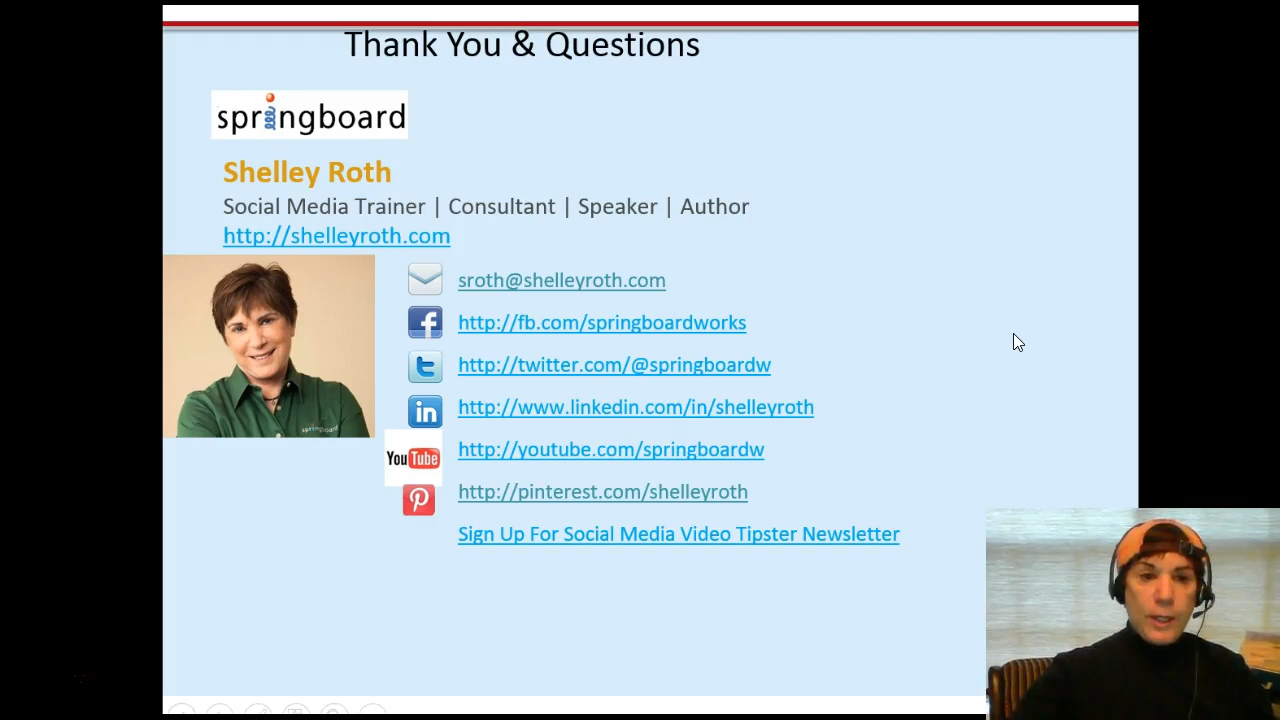 Thank You & Questions
springboard
Shelley Roth
Social Media Trainer | Consultant | Speaker | Author
http://shelleyroth.com
sroth@shelleyroth.com
http://fb.com/springboardworks
http://twitter.com/@springboardw
http://www.linkedin.com/in/shelleyroth
springboard
You Tube
http://youtube.com/springboardw
http://pinterest.com/shelleyroth
Sign Up For Social Media Video Tipster Newsletter